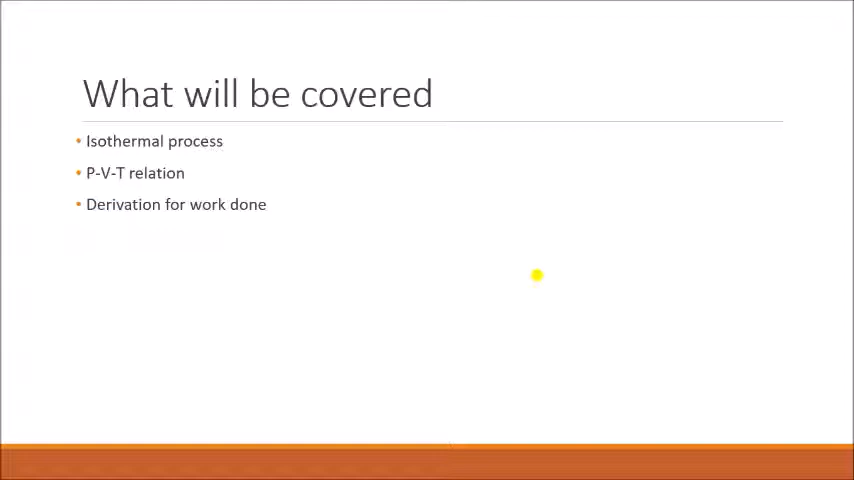 What will be covered
• Isothermal process
• P-V-T relation
• Derivation for work done